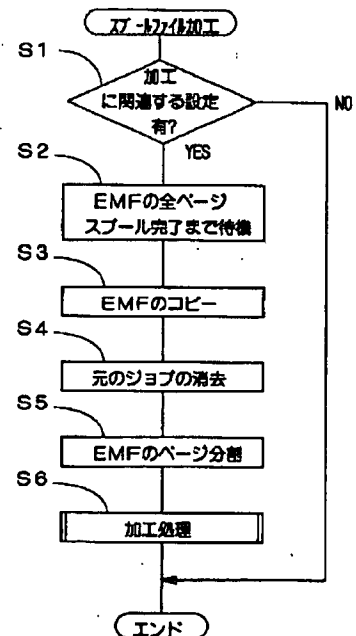 スプールファイル加工
S1
加工
に関連する設定
有?
NO
YES
S2
EMFの全ページ
スプール完了まで待機
S3
EMFのコピー
S4
元のジョブの消去
S5
EMFのページ分割
S6
加工処理
エンド